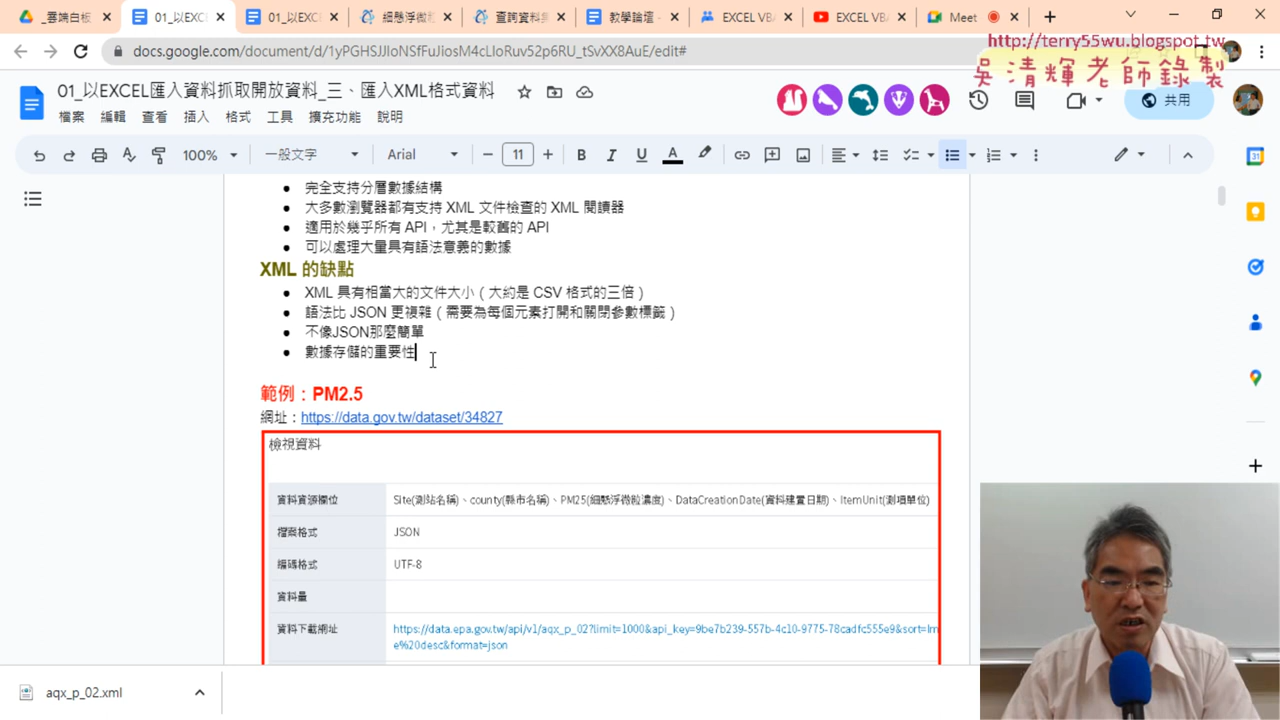 _雲端白板
01_以EXC
01_以EXC
細懸浮微粒
查詢資料集
教學論壇 -
EXCEL VBA
EXCEL VBA
Meet
docs.google.com/document/d/1yPGHSJJIoNSfFuJiosM4cLIoRuv52p6RU_tSvXX8AuE/edit#
http://terry55wu.blogspot.tw
吳清輝老師錄製
01_以EXCEL匯入資料抓取開放資料_三、匯入XML格式資料
共用
檔案 編輯 查看 插入 格式 工具 擴充功能 說明
100% 一般文字 Arial 11 B I U A
31
完全支持分層數據結構
大多數瀏覽器都有支持 XML 文件檢查的 XML 閱讀器
適用於幾乎所有 API，尤其是較舊的 API
可以處理大量具有語法意義的數據
XML 的缺點
XML 具有相當大的文件大小（大約是 CSV 格式的三倍）
語法比 JSON 更複雜（需要為每個元素打開和關閉參數標籤）
不像JSON那麼簡單
數據存儲的重要性
範例：PM2.5
網址：https://data.gov.tw/dataset/34827
檢視資料
資料資源欄位 Site(測站名稱)、county(縣市名稱)、PM25(細懸浮微粒濃度)、DataCreationDate(資料建置日期)、ItemUnit(測項單位)
檔案格式 JSON
編碼格式 UTF-8
資料量
資料下載網址 https://data.epa.gov.tw/api/v1/aqx_p_02?limit=1000&api_key=9be7b239-557b-4c10-9775-78cadfc555e9&sort=Im
e%20desc&format=json
aqx_p_02.xml